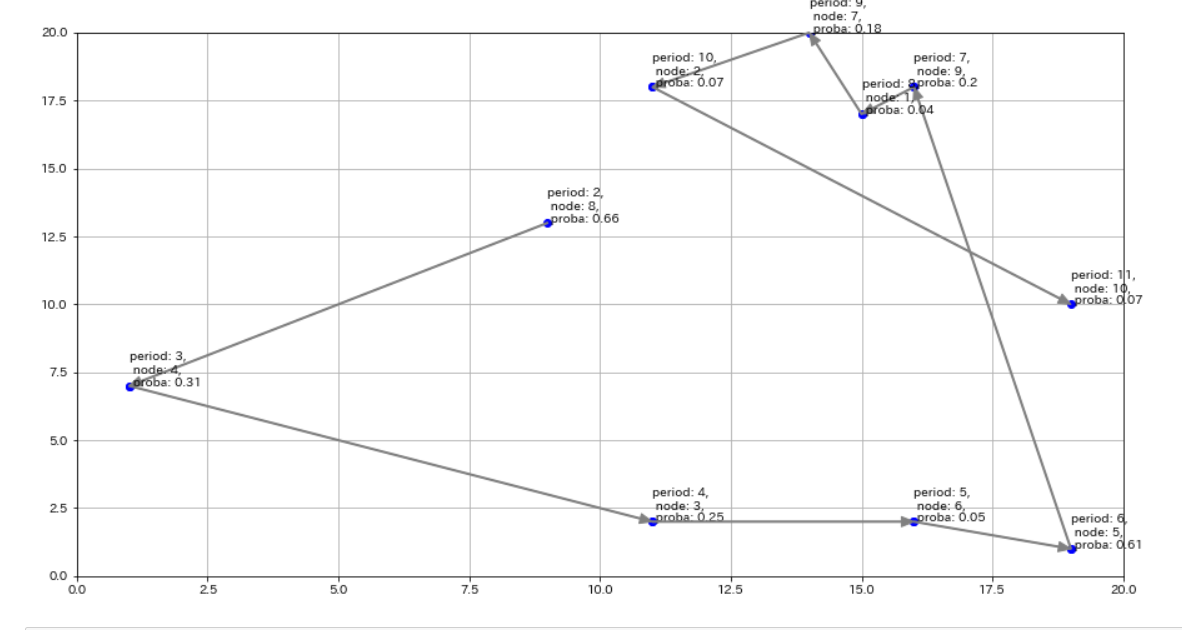 period: 9,
node: 7,
proba: 0.18
20.0
period: 10,
node: 2,
proba: 0.07
period: 7,
node: 9,
proba: 0.2
period:
node: 1,
proba: 0.04
17.5
15.0
period: 2,
node: 8,
proba: 0.66
12.5
period: 11,
node: 10,
proba: 0.07
10.0
period: 3,
node: 4,
proba: 0.31
7.5
5.0
period: 4,
node: 3,
proba: 0.25
period: 5,
node: 6,
proba: 0.05
period: 6,
node: 5,
proba: 0.61
2.5
0.0
0.0 2.5 5.0 7.5 10.0 12.5 15.0 17.5 20.0